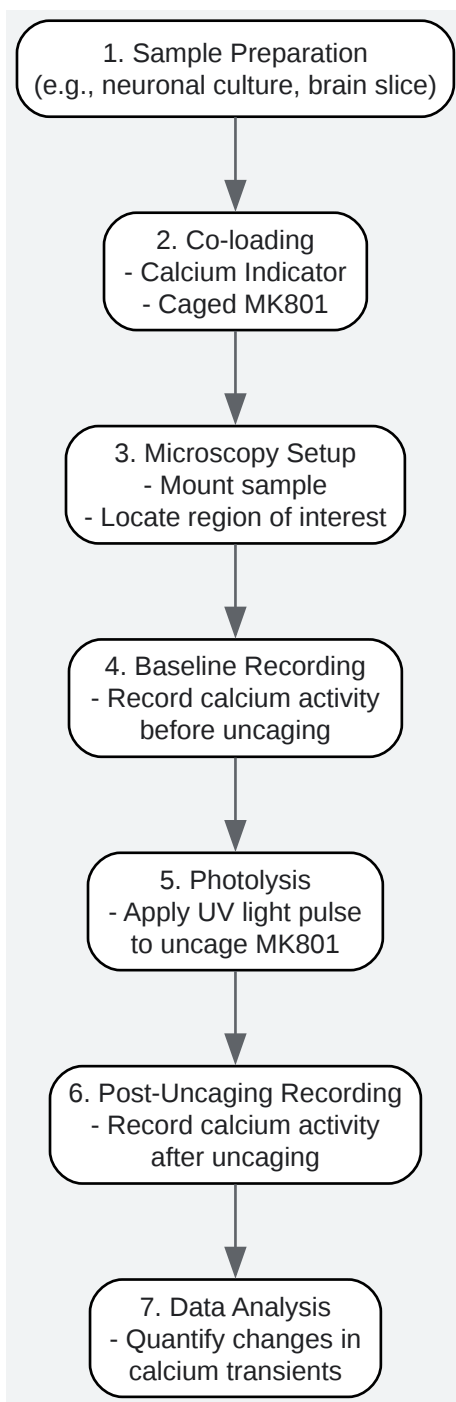 1. Sample Preparation
(e.g., neuronal culture, brain slice)
2. Co-loading
- Calcium Indicator
- Caged MK801
3. Microscopy Setup
- Mount sample
- Locate region of interest
4. Baseline Recording
- Record calcium activity
before uncaging
5. Photolysis
- Apply UV light pulse
to uncage MK801
6. Post-Uncaging Recording
- Record calcium activity
after uncaging
7. Data Analysis
- Quantify changes in
calcium transients